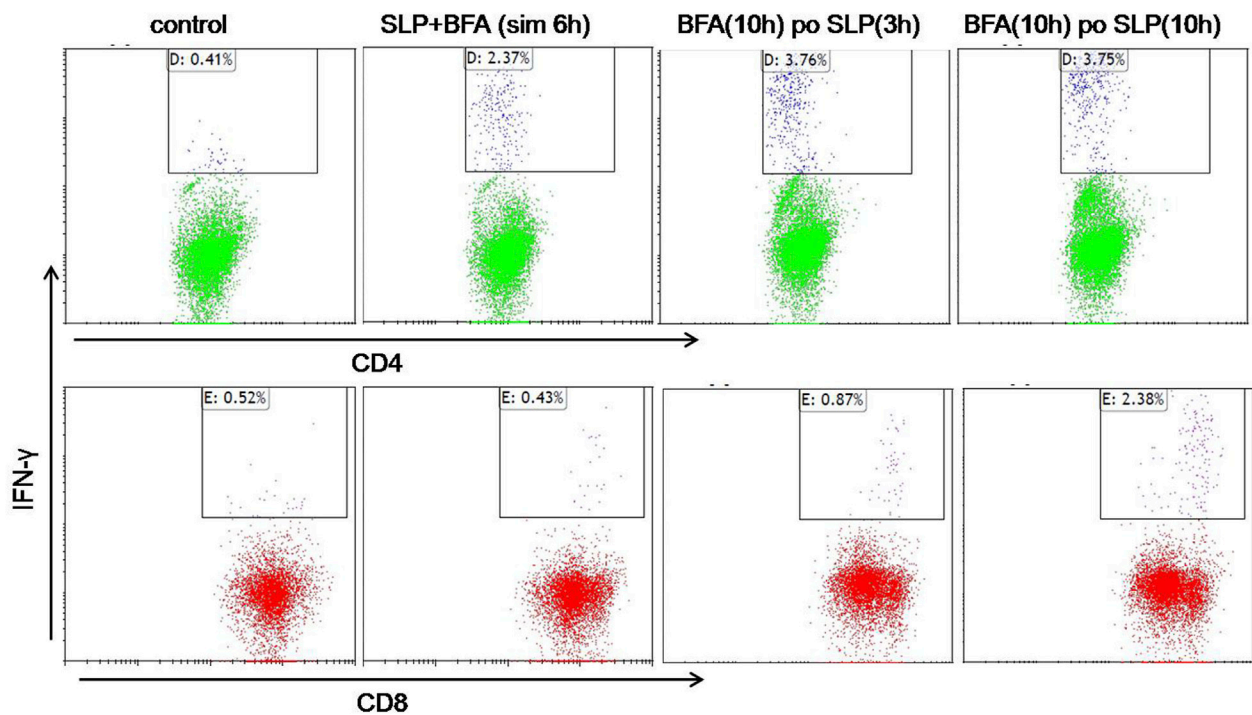 control SLP+BFA (sim 6h) BFA(10h) po SLP(3h) BFA(10h) po SLP(10h)
D: 0.41% D: 2.37% D: 3.76% D: 3.75%
CD4
E: 0.52% E: 0.43% E: 0.87% E: 2.38%
IFN-γ
CD8